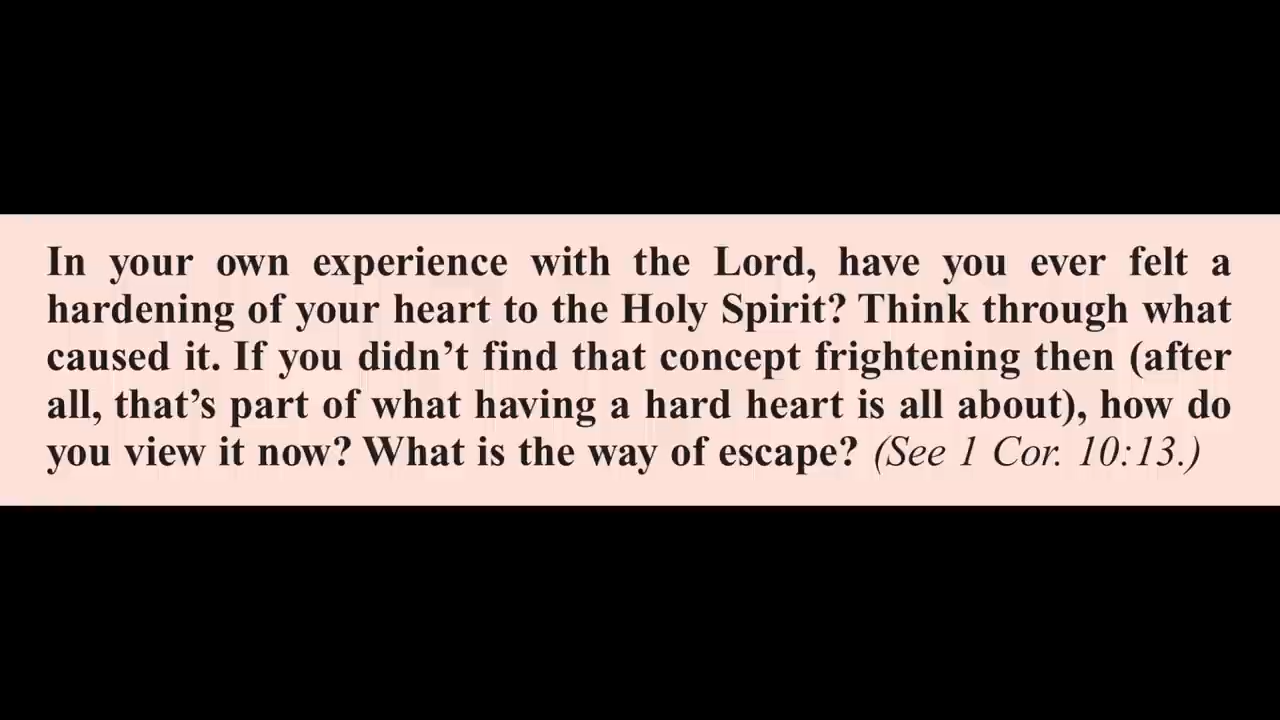 In your own experience with the Lord, have you ever felt a
hardening of your heart to the Holy Spirit? Think through what
caused it. If you didn’t find that concept frightening then (after
all, that’s part of what having a hard heart is all about), how do
you view it now? What is the way of escape? (See 1 Cor. 10:13.)